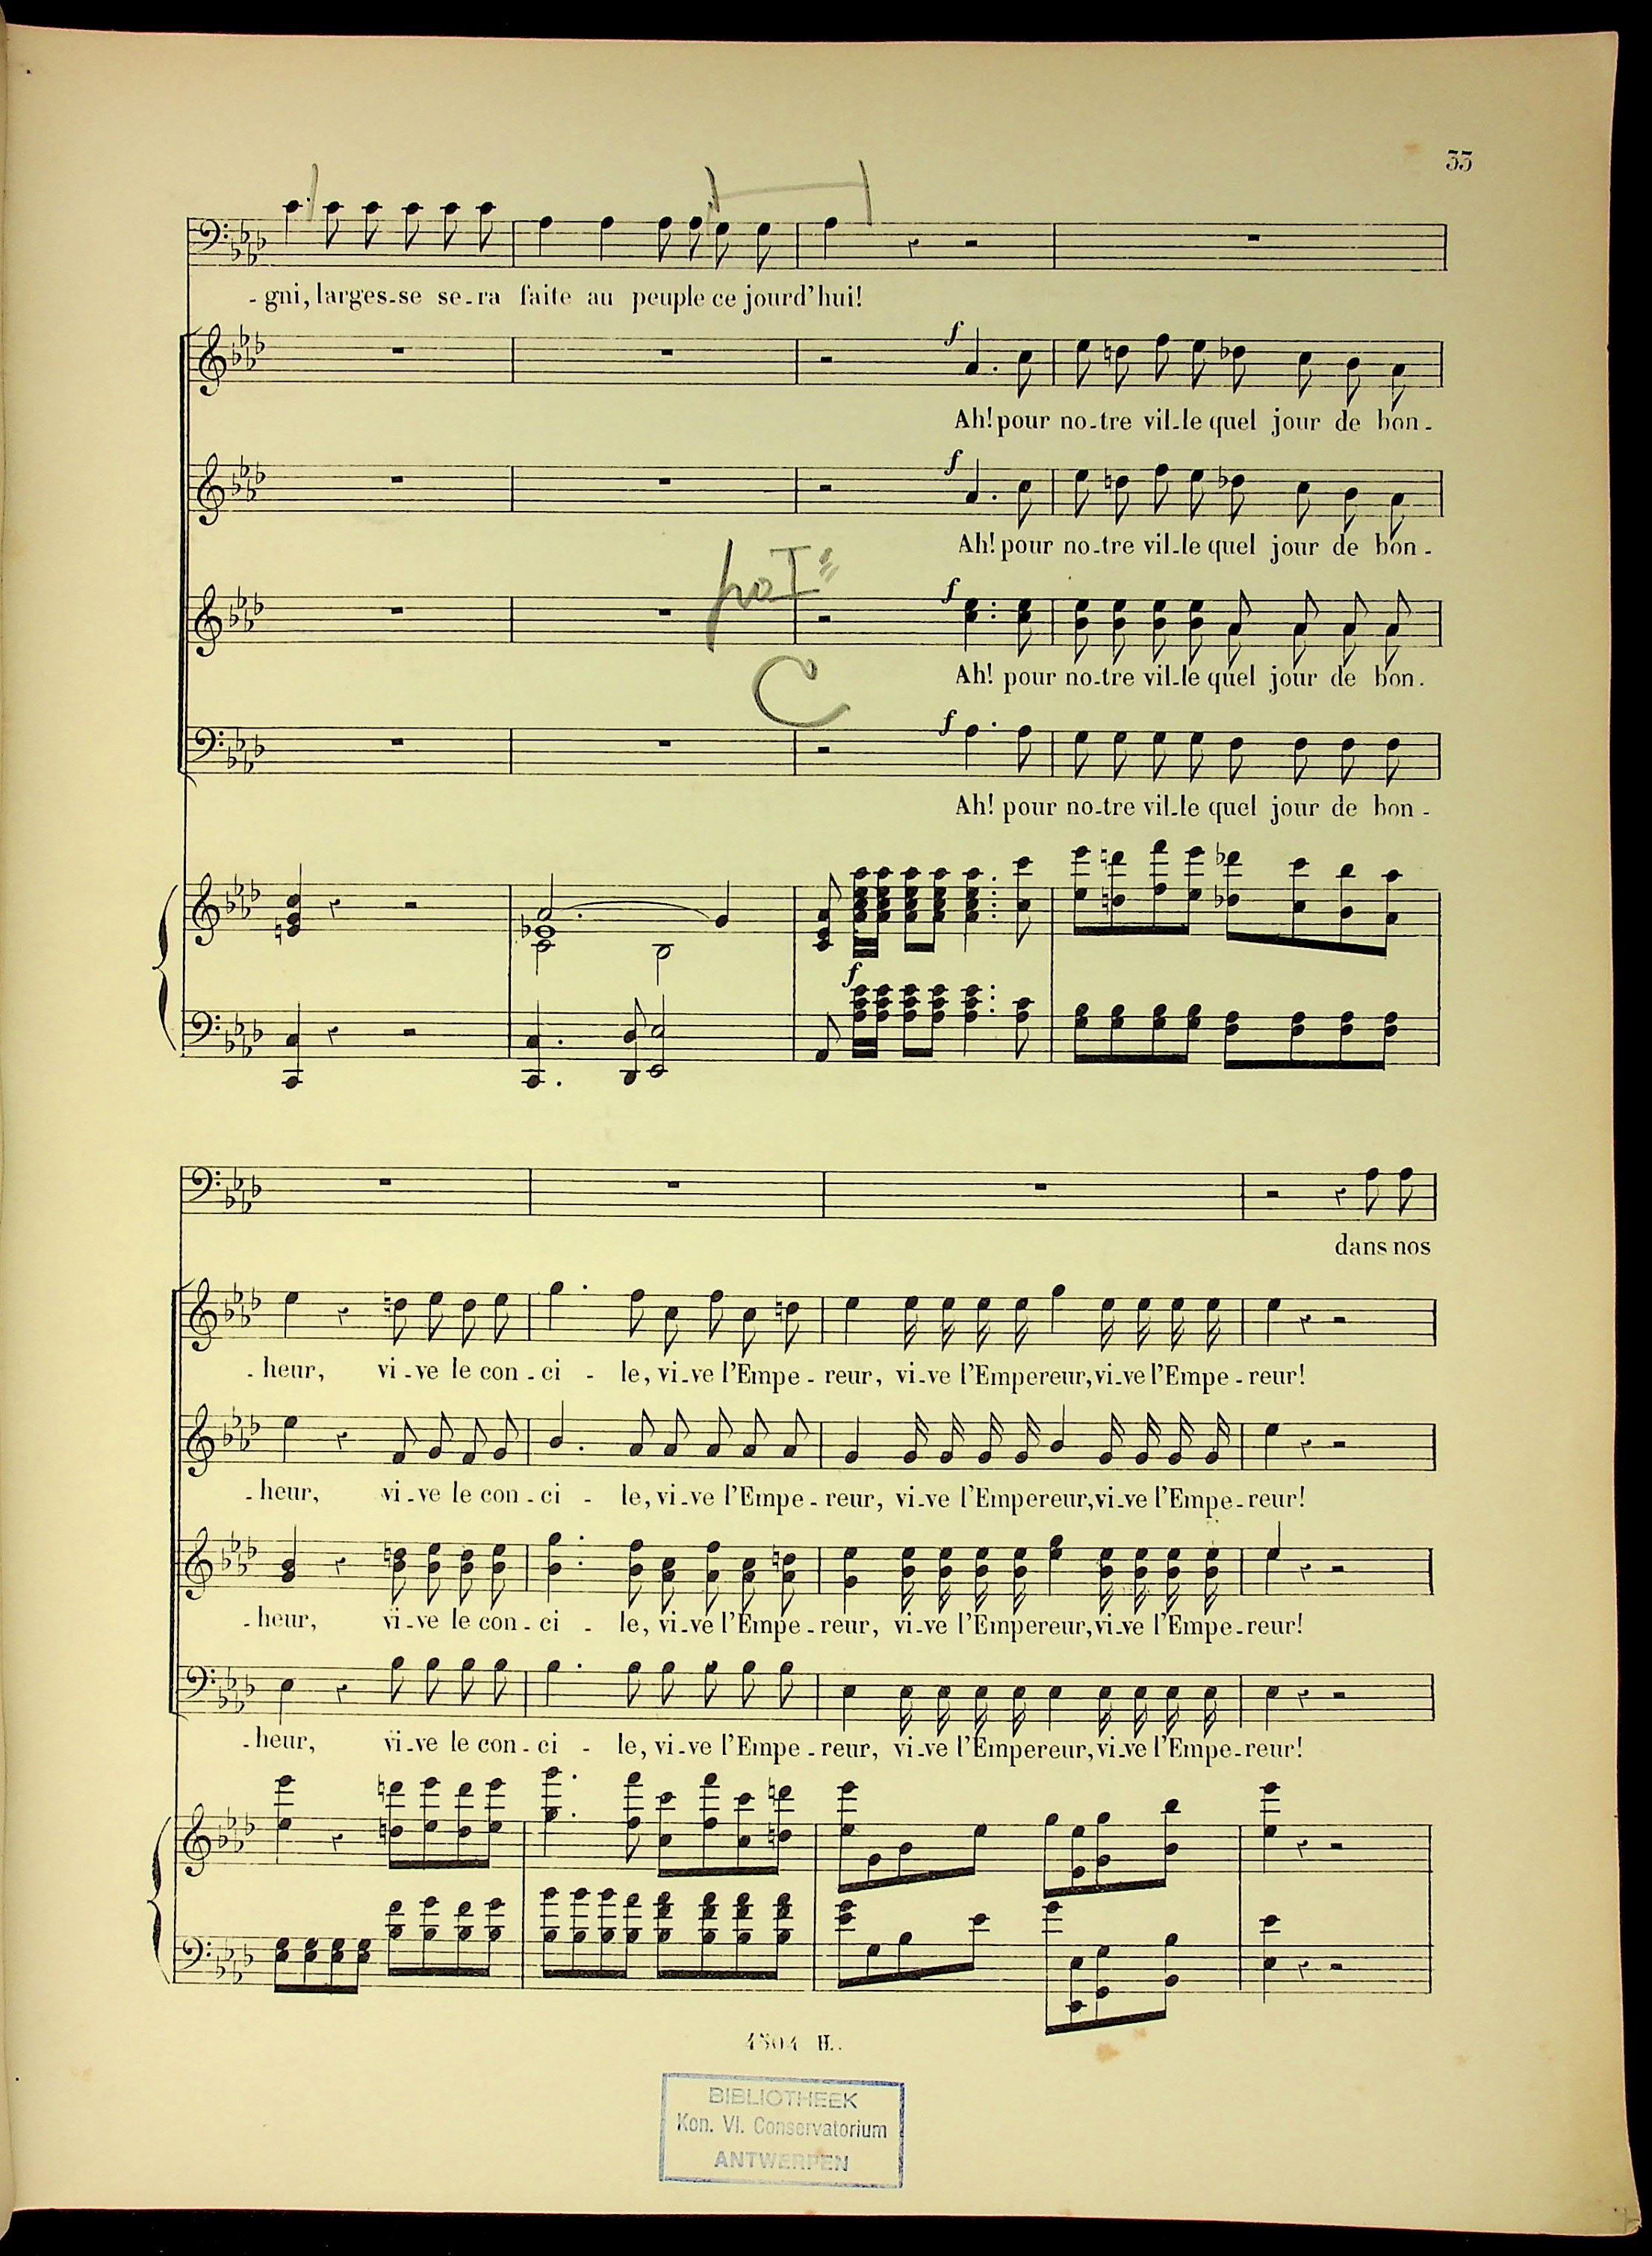 33
- gni, larges-se se-ra faite au peuple ce jourd'hui!
f
Ah! pour no-tre vil-le quel jour de bon-
f
Ah! pour no-tre vil-le quel jour de bon-
f
Ah! pour no-tre vil-le quel jour de bon.
C
f
Ah! pour no-tre vil-le quel jour de bon-
f
dans nos
- heur, vi-ve le con-ci - le, vi-ve l'Empe-reur, vi-ve l'Empereur, vi-ve l'Empe-reur!
- heur, vi-ve le con-ci - le, vi-ve l'Empe-reur, vi-ve l'Empereur, vi-ve l'Empe-reur!
- heur, vi-ve le con-ci - le, vi-ve l'Empe-reur, vi-ve l'Empereur, vi-ve l'Empe-reur!
- heur, vi-ve le con-ci - le, vi-ve l'Empe-reur, vi-ve l'Empereur, vi-ve l'Empe-reur!
4504 H.
BIBLIOTHEEK
Kon. Vl. Conservatorium
ANTWERPEN